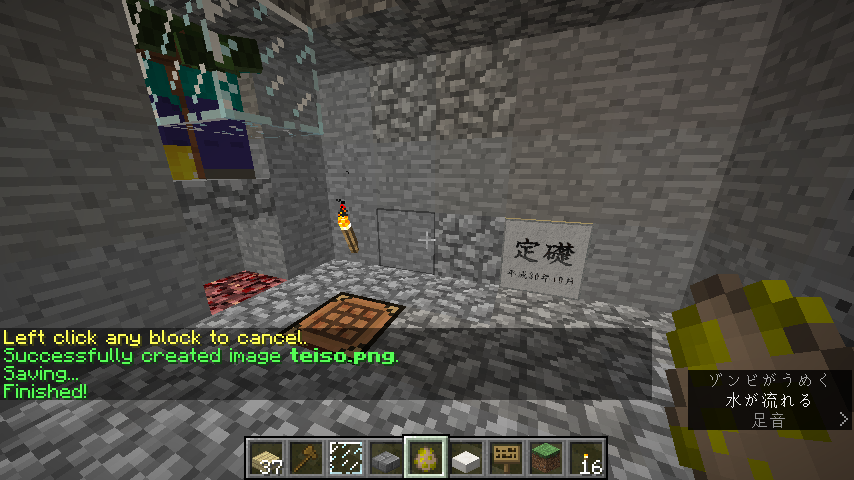 定礎
平成30年10月
Left click any block to cancel.
Successfully created image teiso.png.
Saving...
Finished!
ゾンビがうめく
水が流れる
足音
37
16